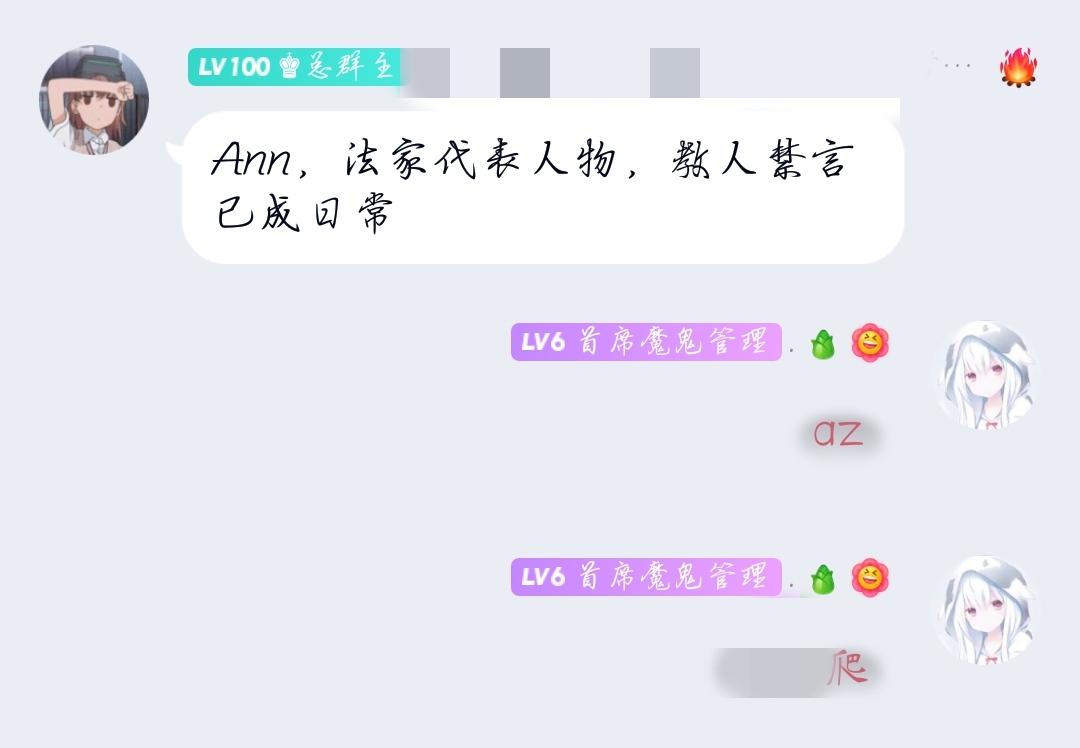 LV100 总群主
Ann，法家代表人物，教人禁言
已成日常
LV6 首席魔鬼管理 .
az
LV6 首席魔鬼管理 .
爬